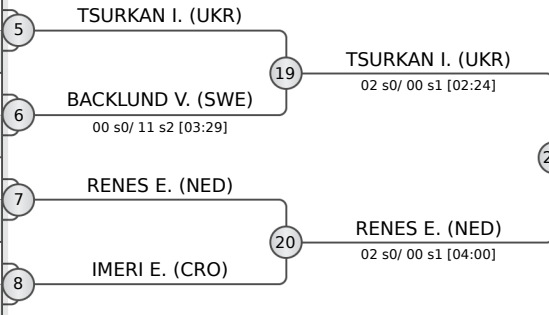 5
TSURKAN I. (UKR)
19
TSURKAN I. (UKR)
02 s0/ 00 s1 [02:24]
6
BACKLUND V. (SWE)
00 s0/ 11 s2 [03:29]
7
RENES E. (NED)
20
RENES E. (NED)
02 s0/ 00 s1 [04:00]
8
IMERI E. (CRO)